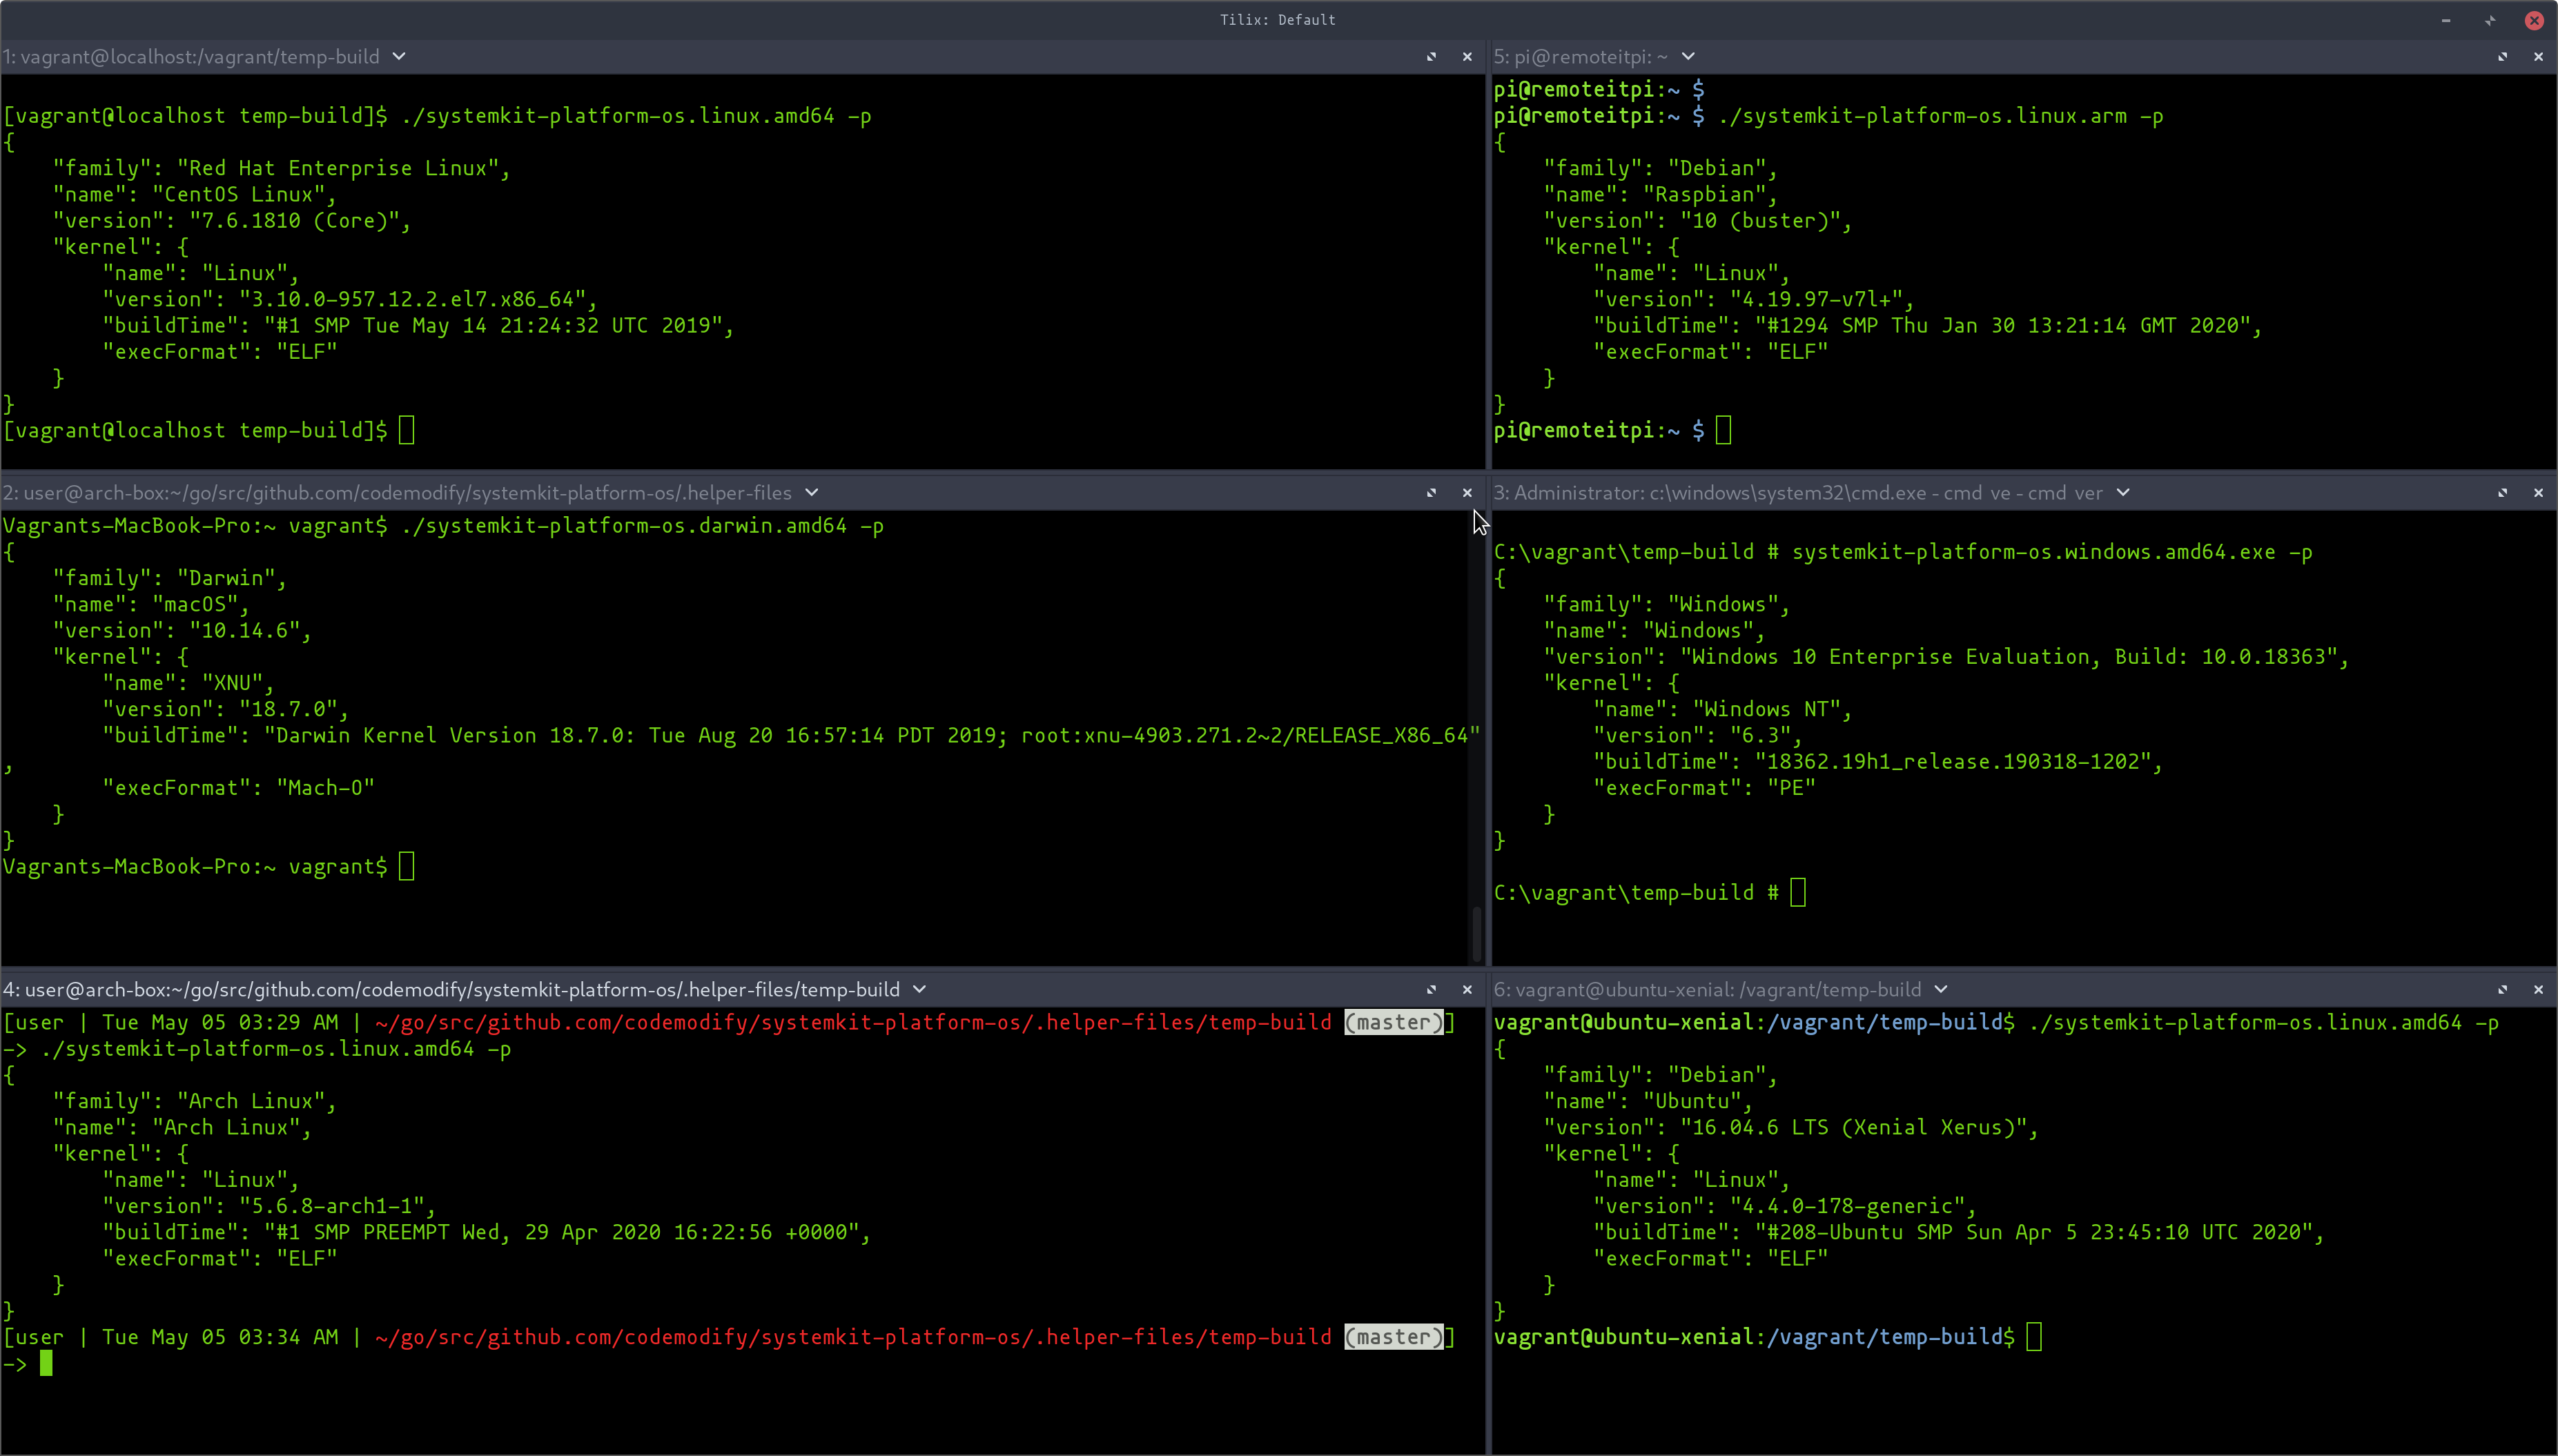 Tilix: Default
1: vagrant@localhost:/vagrant/temp-build
[vagrant@localhost temp-build]$ ./systemkit-platform-os.linux.amd64 -p
{
    "family": "Red Hat Enterprise Linux",
    "name": "CentOS Linux",
    "version": "7.6.1810 (Core)",
    "kernel": {
        "name": "Linux",
        "version": "3.10.0-957.12.2.el7.x86_64",
        "buildTime": "#1 SMP Tue May 14 21:24:32 UTC 2019",
        "execFormat": "ELF"
    }
}
[vagrant@localhost temp-build]$
5: pi@remoteitpi: ~
pi@remoteitpi:~ $
pi@remoteitpi:~ $ ./systemkit-platform-os.linux.arm -p
{
    "family": "Debian",
    "name": "Raspbian",
    "version": "10 (buster)",
    "kernel": {
        "name": "Linux",
        "version": "4.19.97-v7l+",
        "buildTime": "#1294 SMP Thu Jan 30 13:21:14 GMT 2020",
        "execFormat": "ELF"
    }
}
pi@remoteitpi:~ $
2: user@arch-box:~/go/src/github.com/codemodify/systemkit-platform-os/.helper-files
Vagrants-MacBook-Pro:~ vagrant$ ./systemkit-platform-os.darwin.amd64 -p
{
    "family": "Darwin",
    "name": "macOS",
    "version": "10.14.6",
    "kernel": {
        "name": "XNU",
        "version": "18.7.0",
        "buildTime": "Darwin Kernel Version 18.7.0: Tue Aug 20 16:57:14 PDT 2019; root:xnu-4903.271.2~2/RELEASE_X86_64"
,
        "execFormat": "Mach-O"
    }
}
Vagrants-MacBook-Pro:~ vagrant$
3: Administrator: c:\windows\system32\cmd.exe - cmd ve - cmd ver
C:\vagrant\temp-build # systemkit-platform-os.windows.amd64.exe -p
{
    "family": "Windows",
    "name": "Windows",
    "version": "Windows 10 Enterprise Evaluation, Build: 10.0.18363",
    "kernel": {
        "name": "Windows NT",
        "version": "6.3",
        "buildTime": "18362.19h1_release.190318-1202",
        "execFormat": "PE"
    }
}
C:\vagrant\temp-build #
4: user@arch-box:~/go/src/github.com/codemodify/systemkit-platform-os/.helper-files/temp-build
[user | Tue May 05 03:29 AM | ~/go/src/github.com/codemodify/systemkit-platform-os/.helper-files/temp-build (master)]
-> ./systemkit-platform-os.linux.amd64 -p
{
    "family": "Arch Linux",
    "name": "Arch Linux",
    "kernel": {
        "name": "Linux",
        "version": "5.6.8-arch1-1",
        "buildTime": "#1 SMP PREEMPT Wed, 29 Apr 2020 16:22:56 +0000",
        "execFormat": "ELF"
    }
}
[user | Tue May 05 03:34 AM | ~/go/src/github.com/codemodify/systemkit-platform-os/.helper-files/temp-build (master)]
->
6: vagrant@ubuntu-xenial: /vagrant/temp-build
vagrant@ubuntu-xenial:/vagrant/temp-build$ ./systemkit-platform-os.linux.amd64 -p
{
    "family": "Debian",
    "name": "Ubuntu",
    "version": "16.04.6 LTS (Xenial Xerus)",
    "kernel": {
        "name": "Linux",
        "version": "4.4.0-178-generic",
        "buildTime": "#208-Ubuntu SMP Sun Apr 5 23:45:10 UTC 2020",
        "execFormat": "ELF"
    }
}
vagrant@ubuntu-xenial:/vagrant/temp-build$